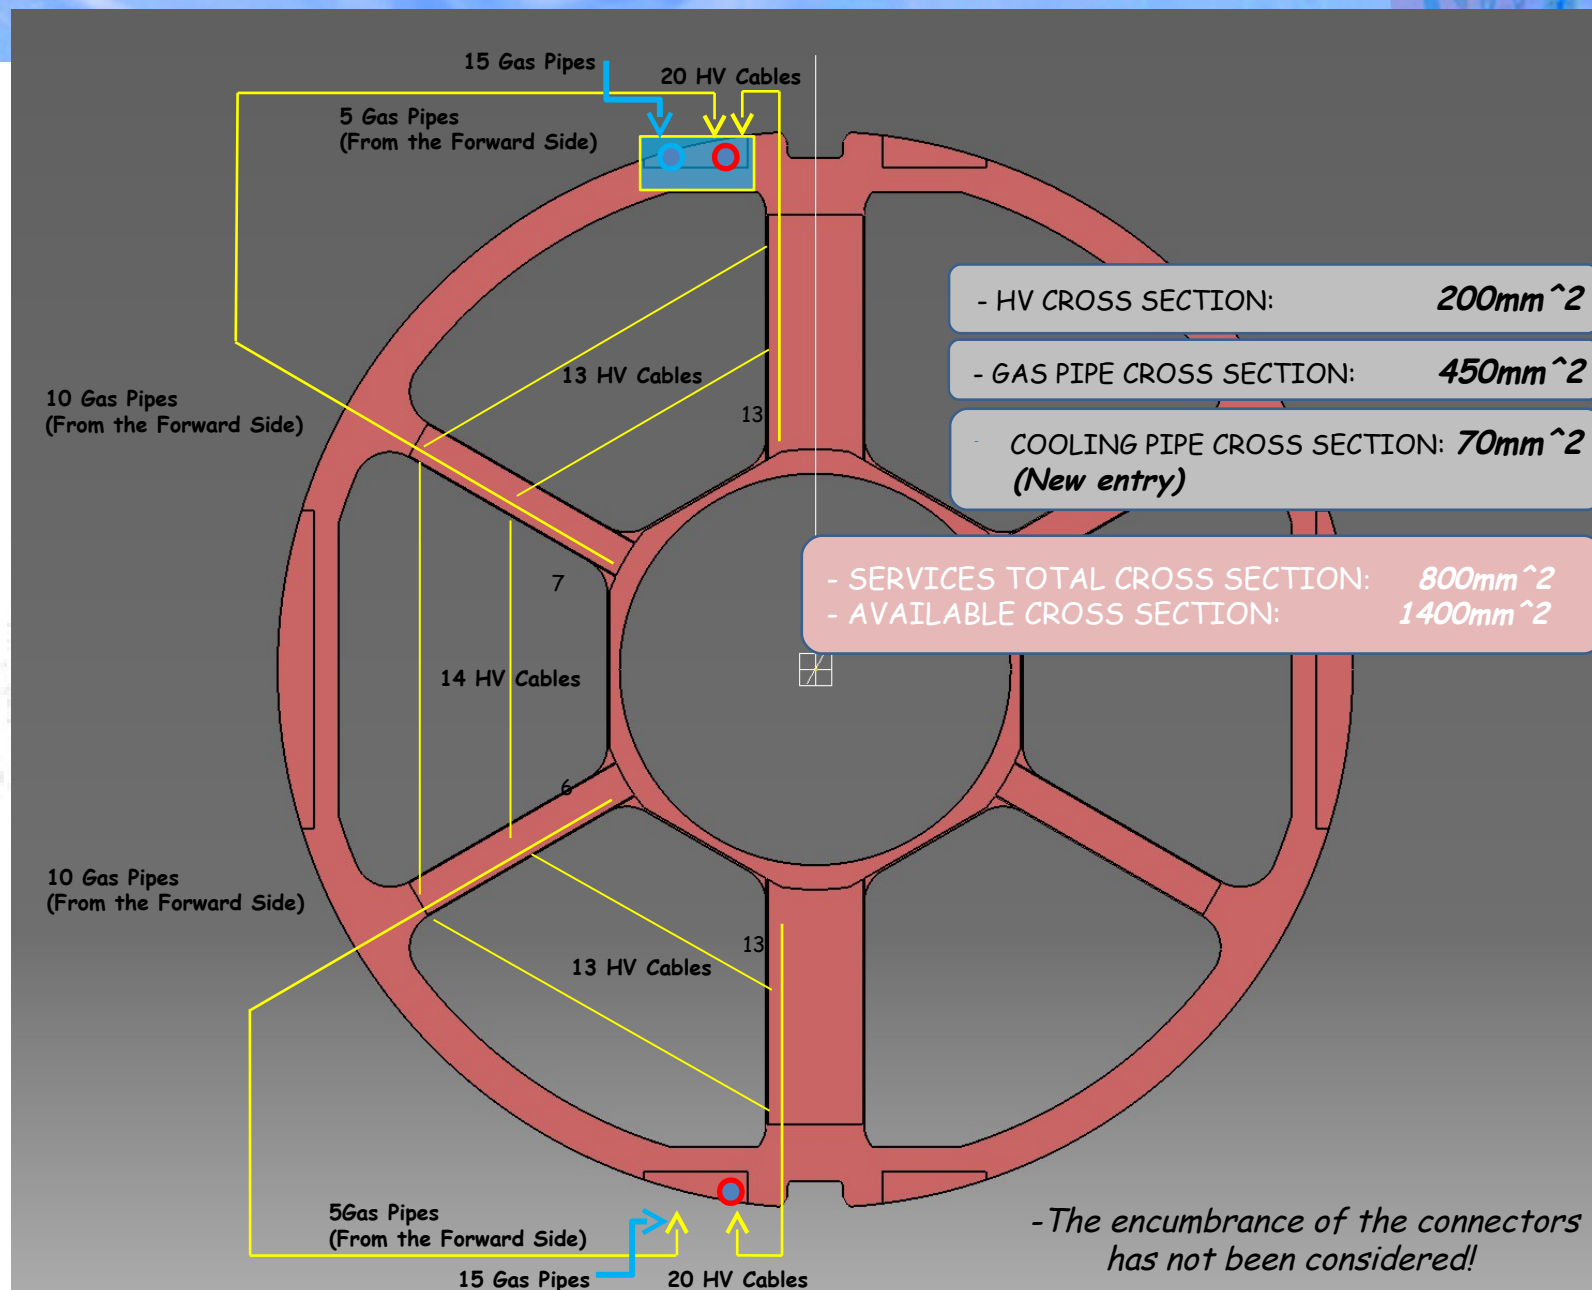 15 Gas Pipes
20 HV Cables
5 Gas Pipes
(From the Forward Side)
- HV CROSS SECTION: 200mm^2
- GAS PIPE CROSS SECTION: 450mm^2
13 HV Cables
10 Gas Pipes
(From the Forward Side)
13
- COOLING PIPE CROSS SECTION: 70mm^2
(New entry)
- SERVICES TOTAL CROSS SECTION: 800mm^2
- AVAILABLE CROSS SECTION: 1400mm^2
7
14 HV Cables
6
10 Gas Pipes
(From the Forward Side)
13
13 HV Cables
5Gas Pipes
(From the Forward Side)
-The encumbrance of the connectors
has not been considered!
15 Gas Pipes
20 HV Cables